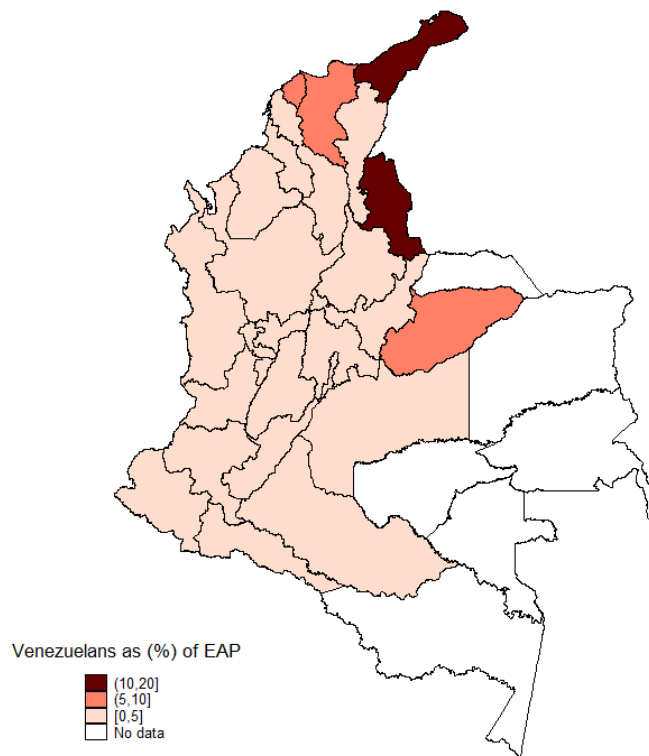 Venezuelans as (%) of EAP
(10,20]
(5,10]
[0,5]
No data